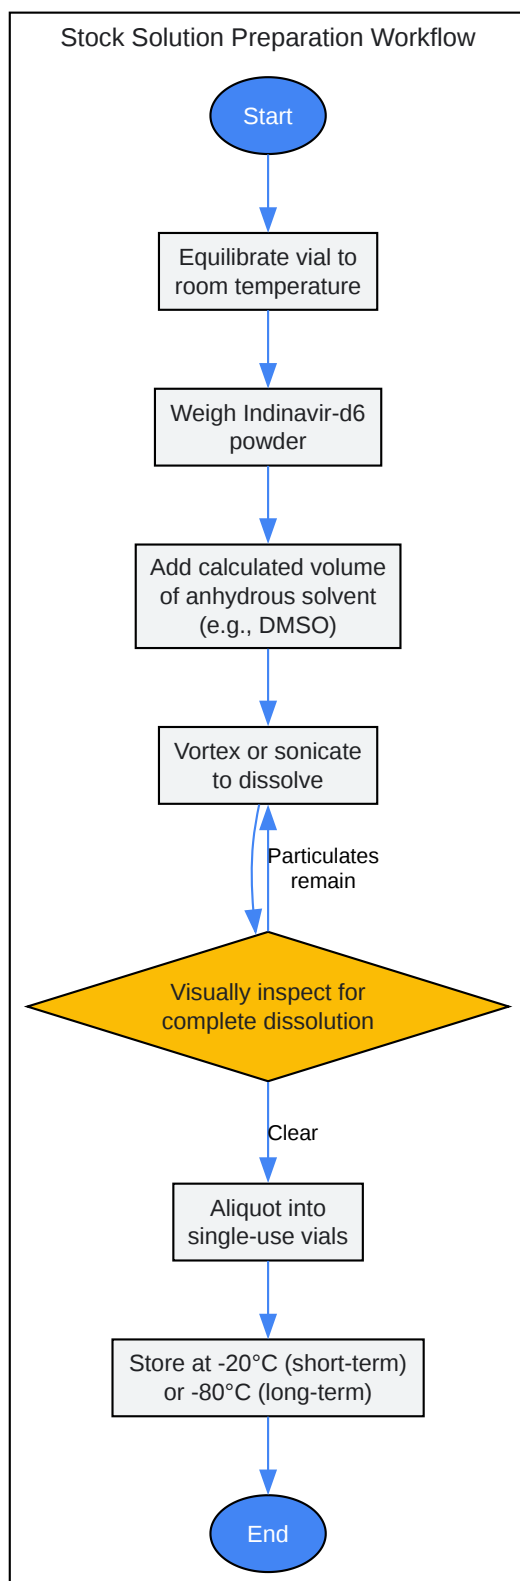 Stock Solution Preparation Workflow
Start
Equilibrate vial to
room temperature
Weigh Indinavir-d6
powder
Add calculated volume
of anhydrous solvent
(e.g., DMSO)
Vortex or sonicate
to dissolve
Particulates
remain
Visually inspect for
complete dissolution
Clear
Aliquot into
single-use vials
Store at -20°C (short-term)
or -80°C (long-term)
End